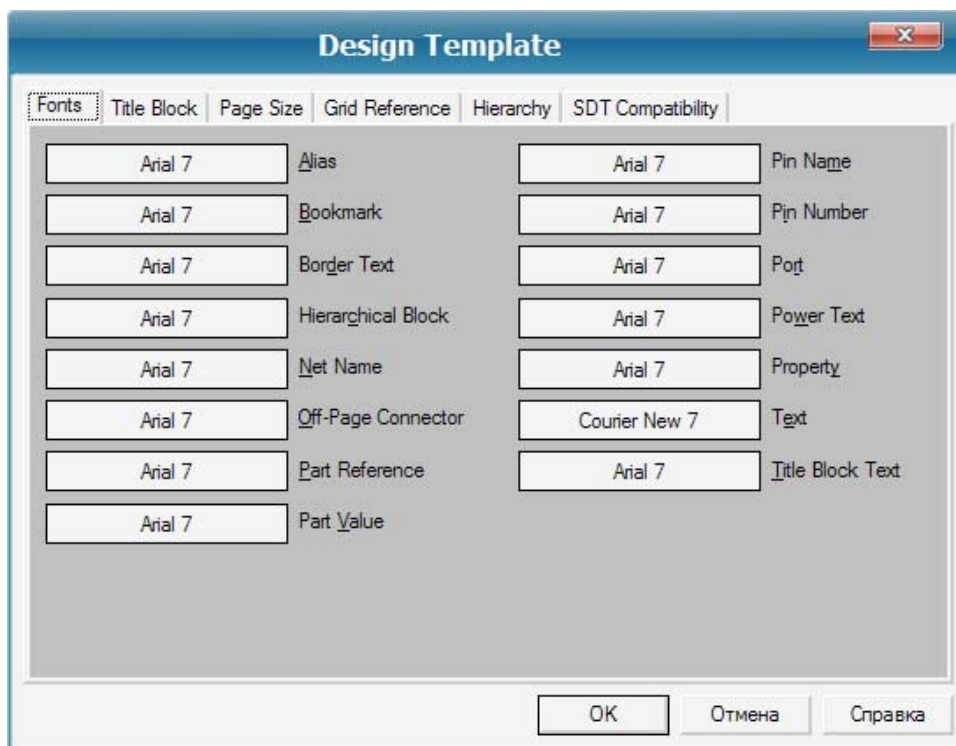 Design Template
Fonts Title Block Page Size Grid Reference Hierarchy SDT Compatibility
Arial 7 Alias Arial 7 Pin Name
Arial 7 Bookmark Arial 7 Pin Number
Arial 7 Border Text Arial 7 Port
Arial 7 Hierarchical Block Arial 7 Power Text
Arial 7 Net Name Arial 7 Property
Arial 7 Off-Page Connector Courier New 7 Text
Arial 7 Part Reference Arial 7 Title Block Text
Arial 7 Part Value
OK Отмена Справка